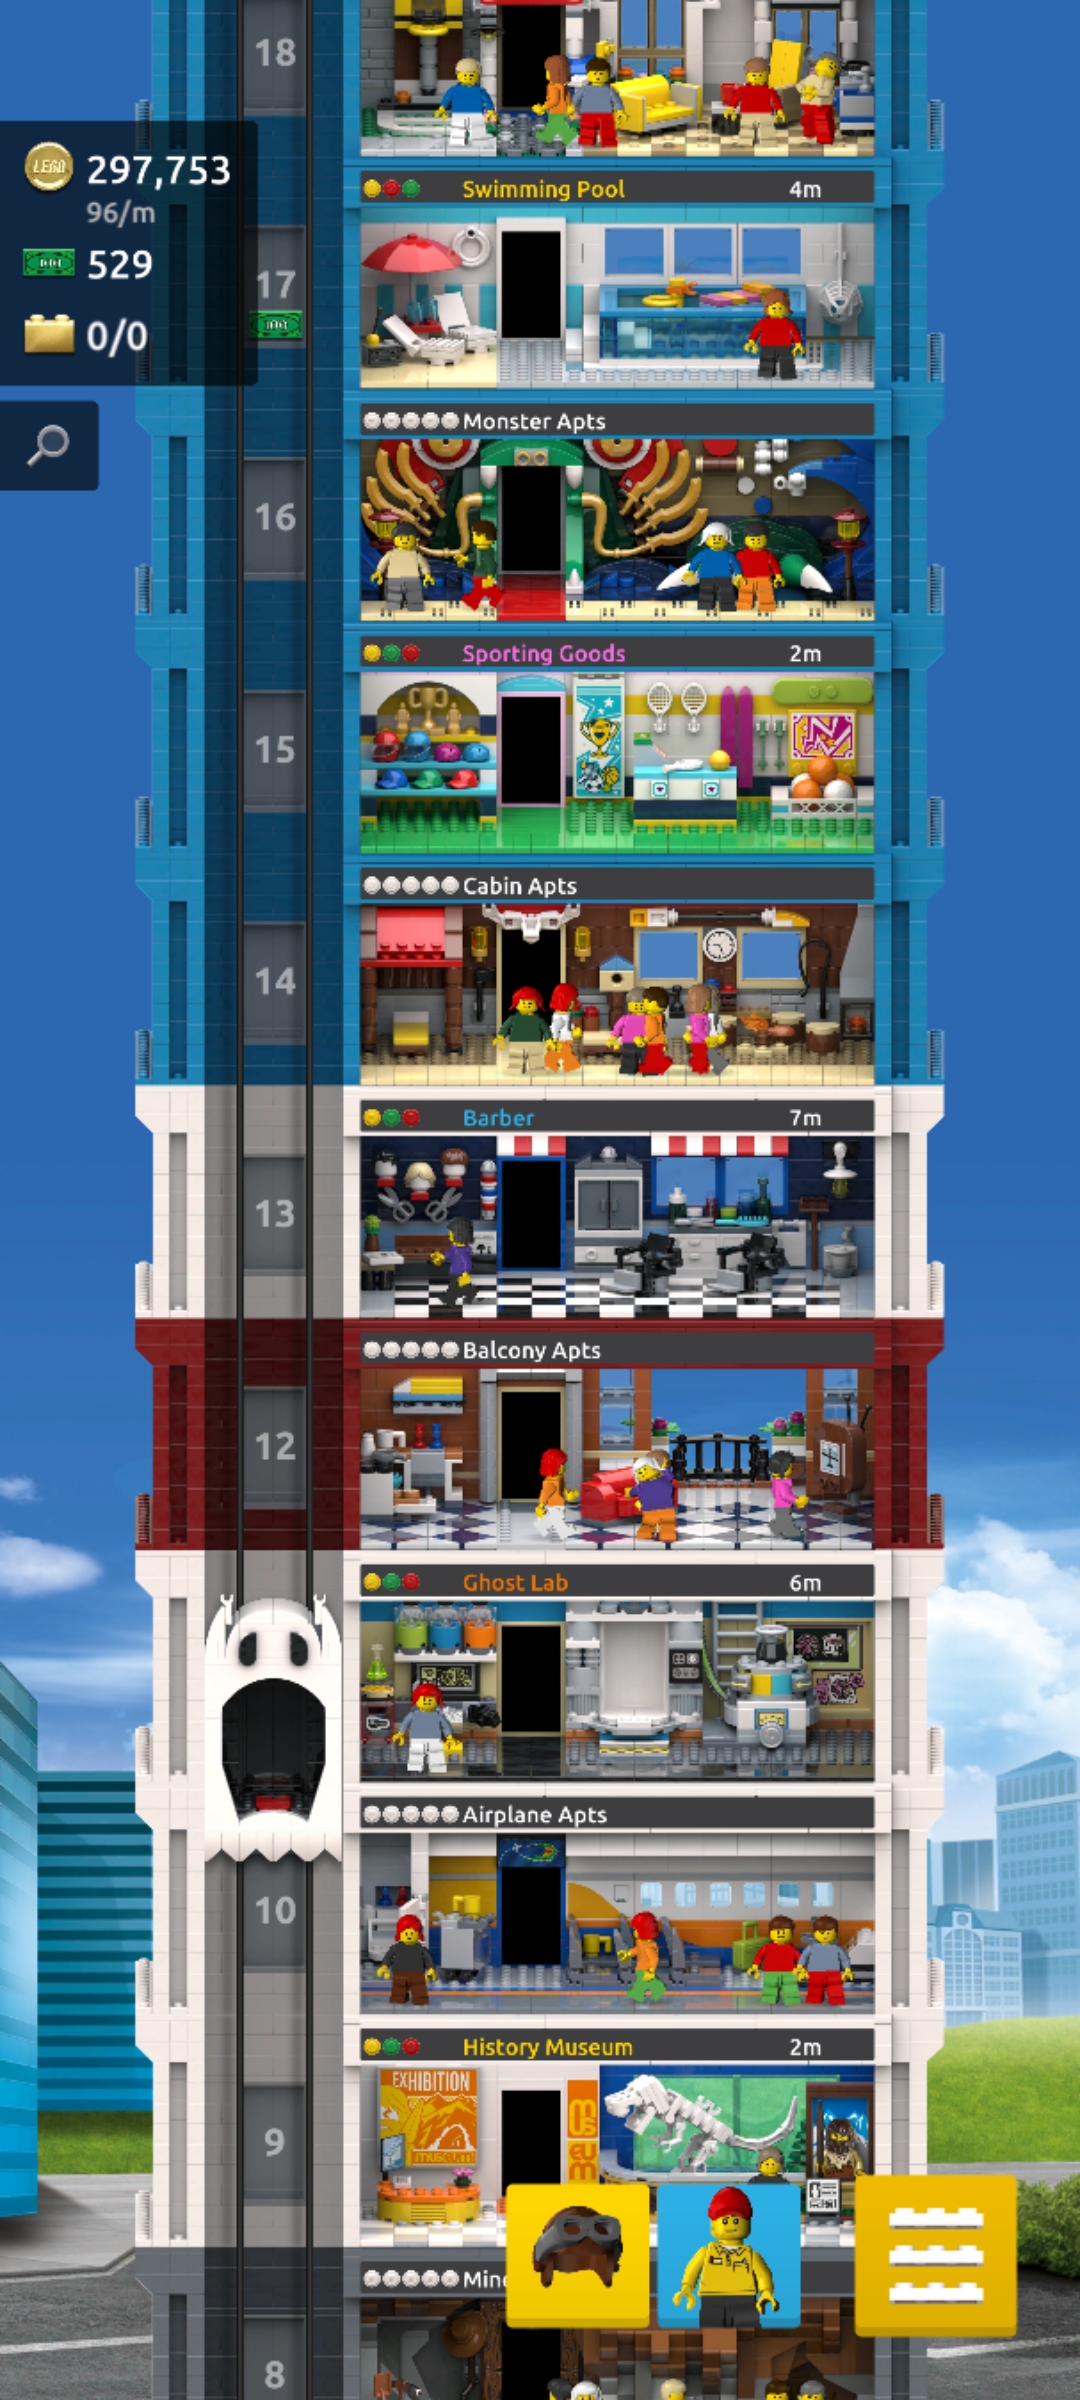 18
LEGO 297,753
96/m
529
0/0
Swimming Pool 4m
17
Monster Apts
16
Sporting Goods 2m
15
Cabin Apts
14
Barber 7m
13
Balcony Apts
12
Ghost Lab 6m
Airplane Apts
10
History Museum 2m
EXHIBITION
museum!
mus
eum
9
8